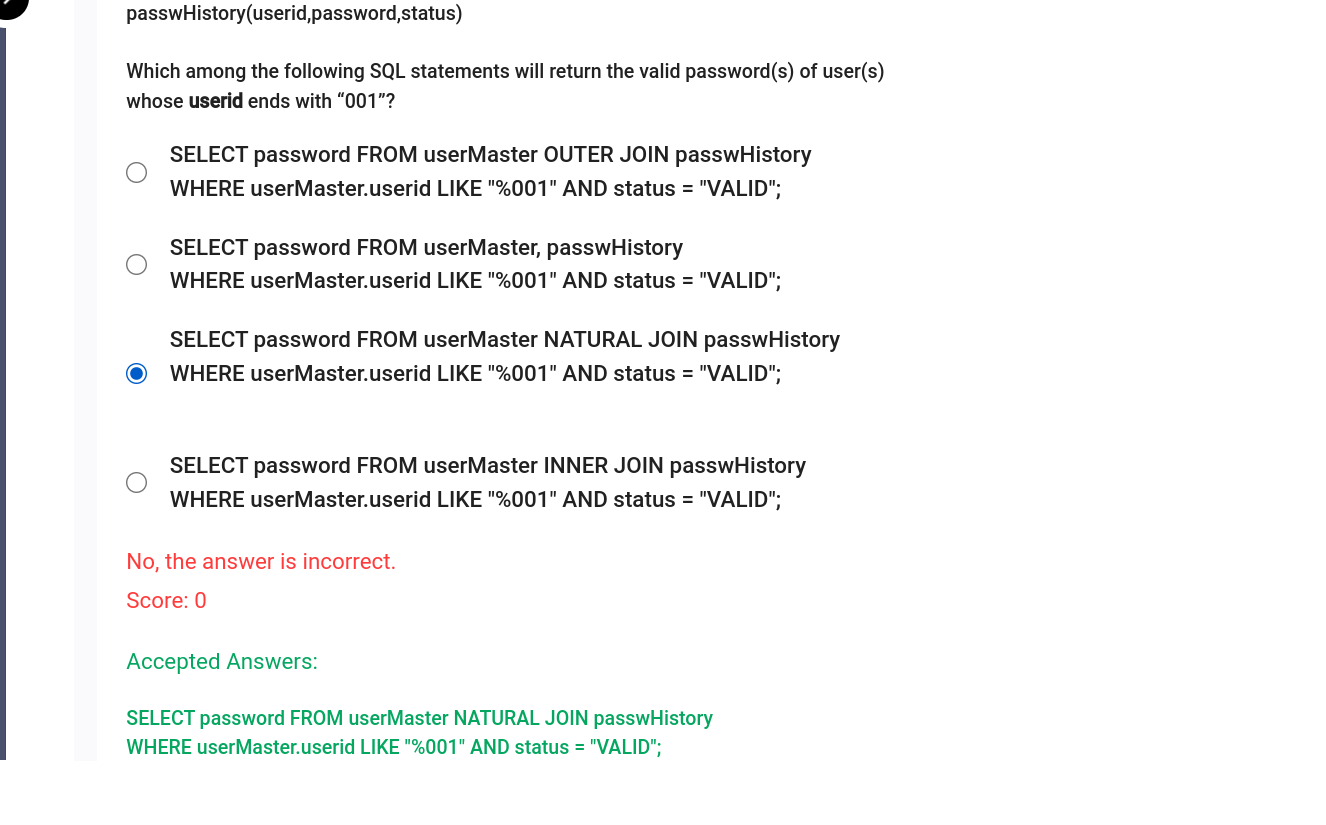 passwHistory(userid,password,status)
Which among the following SQL statements will return the valid password(s) of user(s)
whose userid ends with “001”?
SELECT password FROM userMaster OUTER JOIN passwHistory
WHERE userMaster.userid LIKE "%001" AND status = "VALID";
SELECT password FROM userMaster, passwHistory
WHERE userMaster.userid LIKE "%001" AND status = "VALID";
SELECT password FROM userMaster NATURAL JOIN passwHistory
WHERE userMaster.userid LIKE "%001" AND status = "VALID";
SELECT password FROM userMaster INNER JOIN passwHistory
WHERE userMaster.userid LIKE "%001" AND status = "VALID";
No, the answer is incorrect.
Score: 0
Accepted Answers:
SELECT password FROM userMaster NATURAL JOIN passwHistory
WHERE userMaster.userid LIKE "%001" AND status = "VALID";